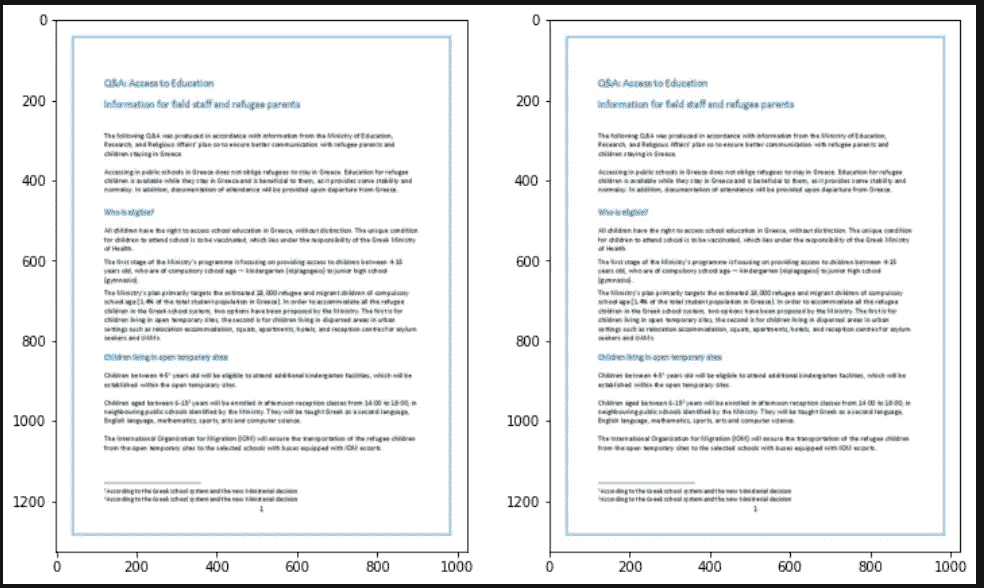 0
200
400
600
800
1000
1200
0
200
400
600
800
1000
Q&A: Access to Education
Information for field staff and refugee parents
The following Q&A was produced in accordance with information from the Ministry of Education,
Research, and Religious Affairs' plan so to ensure better communication with refugee parents and
children staying in Greece.
Accessing in public schools in Greece does not oblige refugees to stay in Greece. Education for refugee
children is available while they stay in Greece and is beneficial to them, as it provides some stability and
normalcy. In addition, documentation of attendance will be provided upon departure from Greece.
Who is eligible?
All children have the right to access school education in Greece, without distinction. The unique condition
for children to attend school is to be vaccinated, which lies under the responsibility of the Greek Ministry
of Health.
The first stage of the Ministry's programme is focusing on providing access to children between 4-15
years old, who are of compulsory school age — kindergarten (nipiagogeio) to junior high school
(gymnasio).
The Ministry's plan primarily targets the estimated 18,000 refugee and migrant children of compulsory
school age (1.4% of the total student population in Greece). In order to accommodate all the refugee
children in the Greek school system, two options have been proposed by the Ministry. The first is for
children living in open temporary sites, the second is for children living in dispersed areas in urban
settings such as relocation accommodation, squats, apartments, hotels, and reception centres for asylum
seekers and UAMs.
Children living in open temporary sites
Children between 4-5¹ years old will be eligible to attend additional kindergarten facilities, which will be
established within the open temporary sites.
Children aged between 6-15² years will be enrolled in afternoon reception classes from 14:00 to 18:00, in
neighbouring public schools identified by the Ministry. They will be taught Greek as a second language,
English language, mathematics, sports, arts and computer science.
The International Organization for Migration (IOM) will ensure the transportation of the refugee children
from the open temporary sites to the selected schools with buses equipped with IOM escorts.
¹ According to the Greek school system and the new Ministerial decision
² According to the Greek school system and the new Ministerial decision
1
0
200
400
600
800
1000
1200
0
200
400
600
800
1000
Q&A: Access to Education
Information for field staff and refugee parents
The following Q&A was produced in accordance with information from the Ministry of Education,
Research, and Religious Affairs' plan so to ensure better communication with refugee parents and
children staying in Greece.
Accessing in public schools in Greece does not oblige refugees to stay in Greece. Education for refugee
children is available while they stay in Greece and is beneficial to them, as it provides some stability and
normalcy. In addition, documentation of attendance will be provided upon departure from Greece.
Who is eligible?
All children have the right to access school education in Greece, without distinction. The unique condition
for children to attend school is to be vaccinated, which lies under the responsibility of the Greek Ministry
of Health.
The first stage of the Ministry's programme is focusing on providing access to children between 4-15
years old, who are of compulsory school age — kindergarten (nipiagogeio) to junior high school
(gymnasio).
The Ministry's plan primarily targets the estimated 18,000 refugee and migrant children of compulsory
school age (1.4% of the total student population in Greece). In order to accommodate all the refugee
children in the Greek school system, two options have been proposed by the Ministry. The first is for
children living in open temporary sites, the second is for children living in dispersed areas in urban
settings such as relocation accommodation, squats, apartments, hotels, and reception centres for asylum
seekers and UAMs.
Children living in open temporary sites
Children between 4-5¹ years old will be eligible to attend additional kindergarten facilities, which will be
established within the open temporary sites.
Children aged between 6-15² years will be enrolled in afternoon reception classes from 14:00 to 18:00, in
neighbouring public schools identified by the Ministry. They will be taught Greek as a second language,
English language, mathematics, sports, arts and computer science.
The International Organization for Migration (IOM) will ensure the transportation of the refugee children
from the open temporary sites to the selected schools with buses equipped with IOM escorts.
¹ According to the Greek school system and the new Ministerial decision
² According to the Greek school system and the new Ministerial decision
1